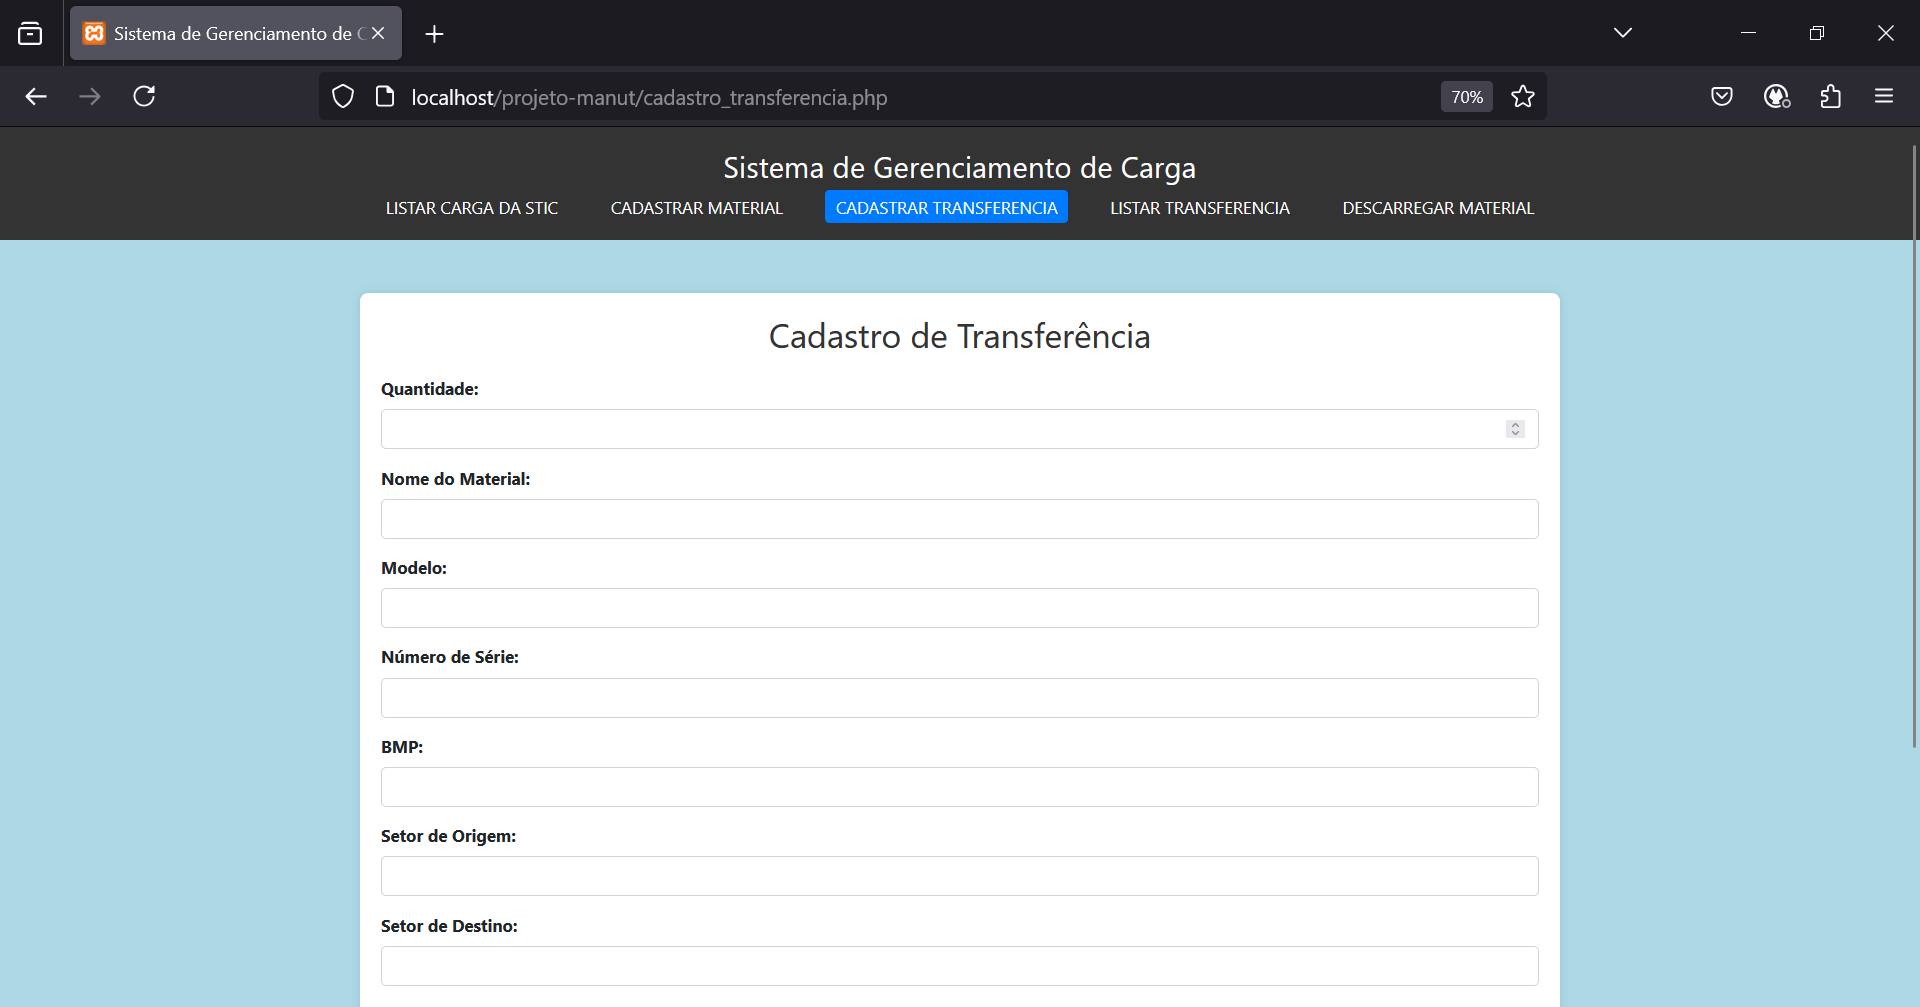 Sistema de Gerenciamento de C
localhost/projeto-manut/cadastro_transferencia.php
70%
Sistema de Gerenciamento de Carga
LISTAR CARGA DA STIC CADASTRAR MATERIAL CADASTRAR TRANSFERENCIA LISTAR TRANSFERENCIA DESCARREGAR MATERIAL
Cadastro de Transferência
Quantidade:
Nome do Material:
Modelo:
Número de Série:
BMP:
Setor de Origem:
Setor de Destino: